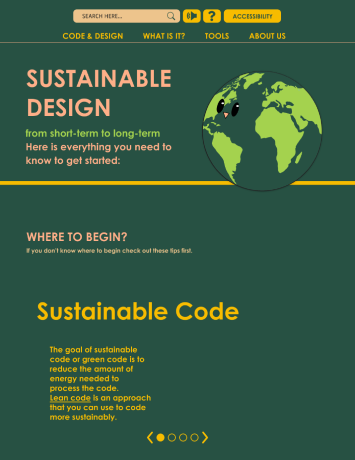 SEARCH HERE...
?
ACCESSIBILITY
CODE & DESIGN WHAT IS IT? TOOLS ABOUT US
SUSTAINABLE
DESIGN
from short-term to long-term
Here is everything you need to
know to get started:
WHERE TO BEGIN?
If you don't know where to begin check out these tips first.
Sustainable Code
The goal of sustainable
code or green code is to
reduce the amount of
energy needed to
process the code.
Lean code is an approach
that you can use to code
more sustainably.